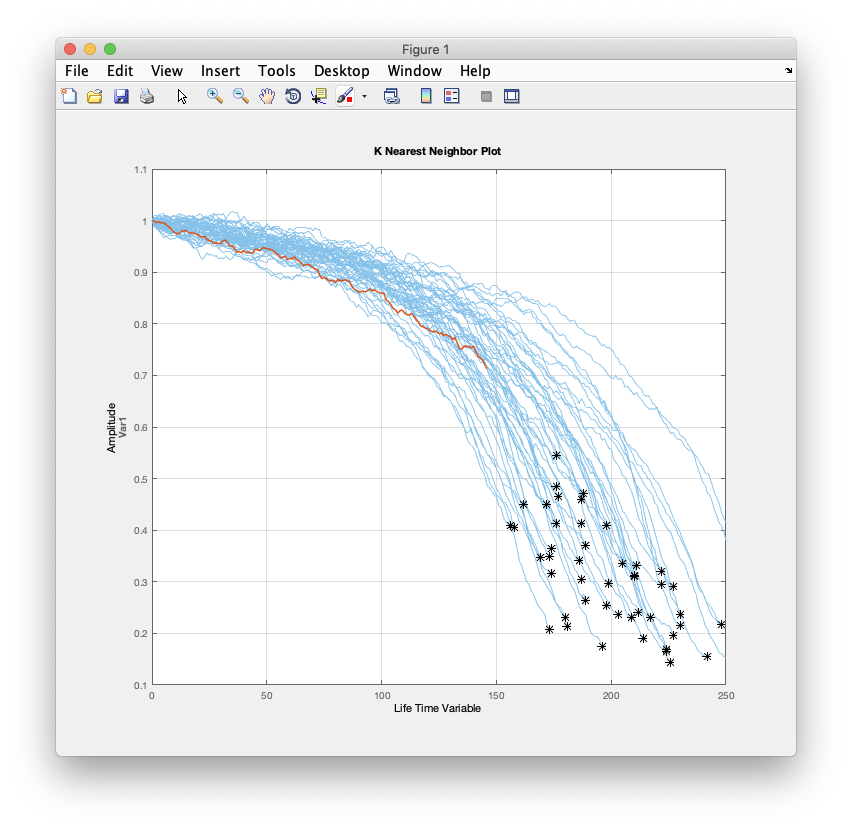 Figure 1
File Edit View Insert Tools Desktop Window Help
K Nearest Neighbor Plot
1.1
1
0.9
0.8
0.7
0.6
0.5
0.4
0.3
0.2
0.1
Amplitude
Var1
0 50 100 150 200 250
Life Time Variable